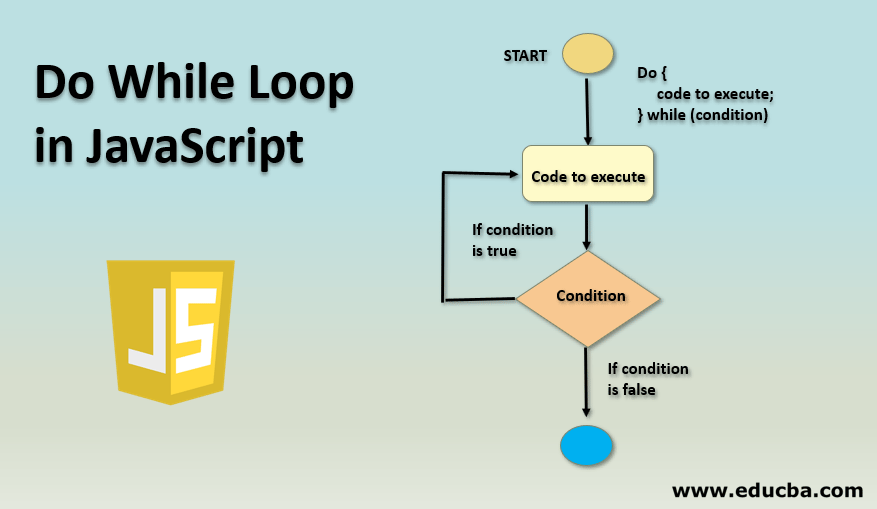 Do While Loop
in JavaScript
JS
START
Do {
code to execute;
} while (condition)
Code to execute
If condition
is true
Condition
If condition
is false
www.educba.com